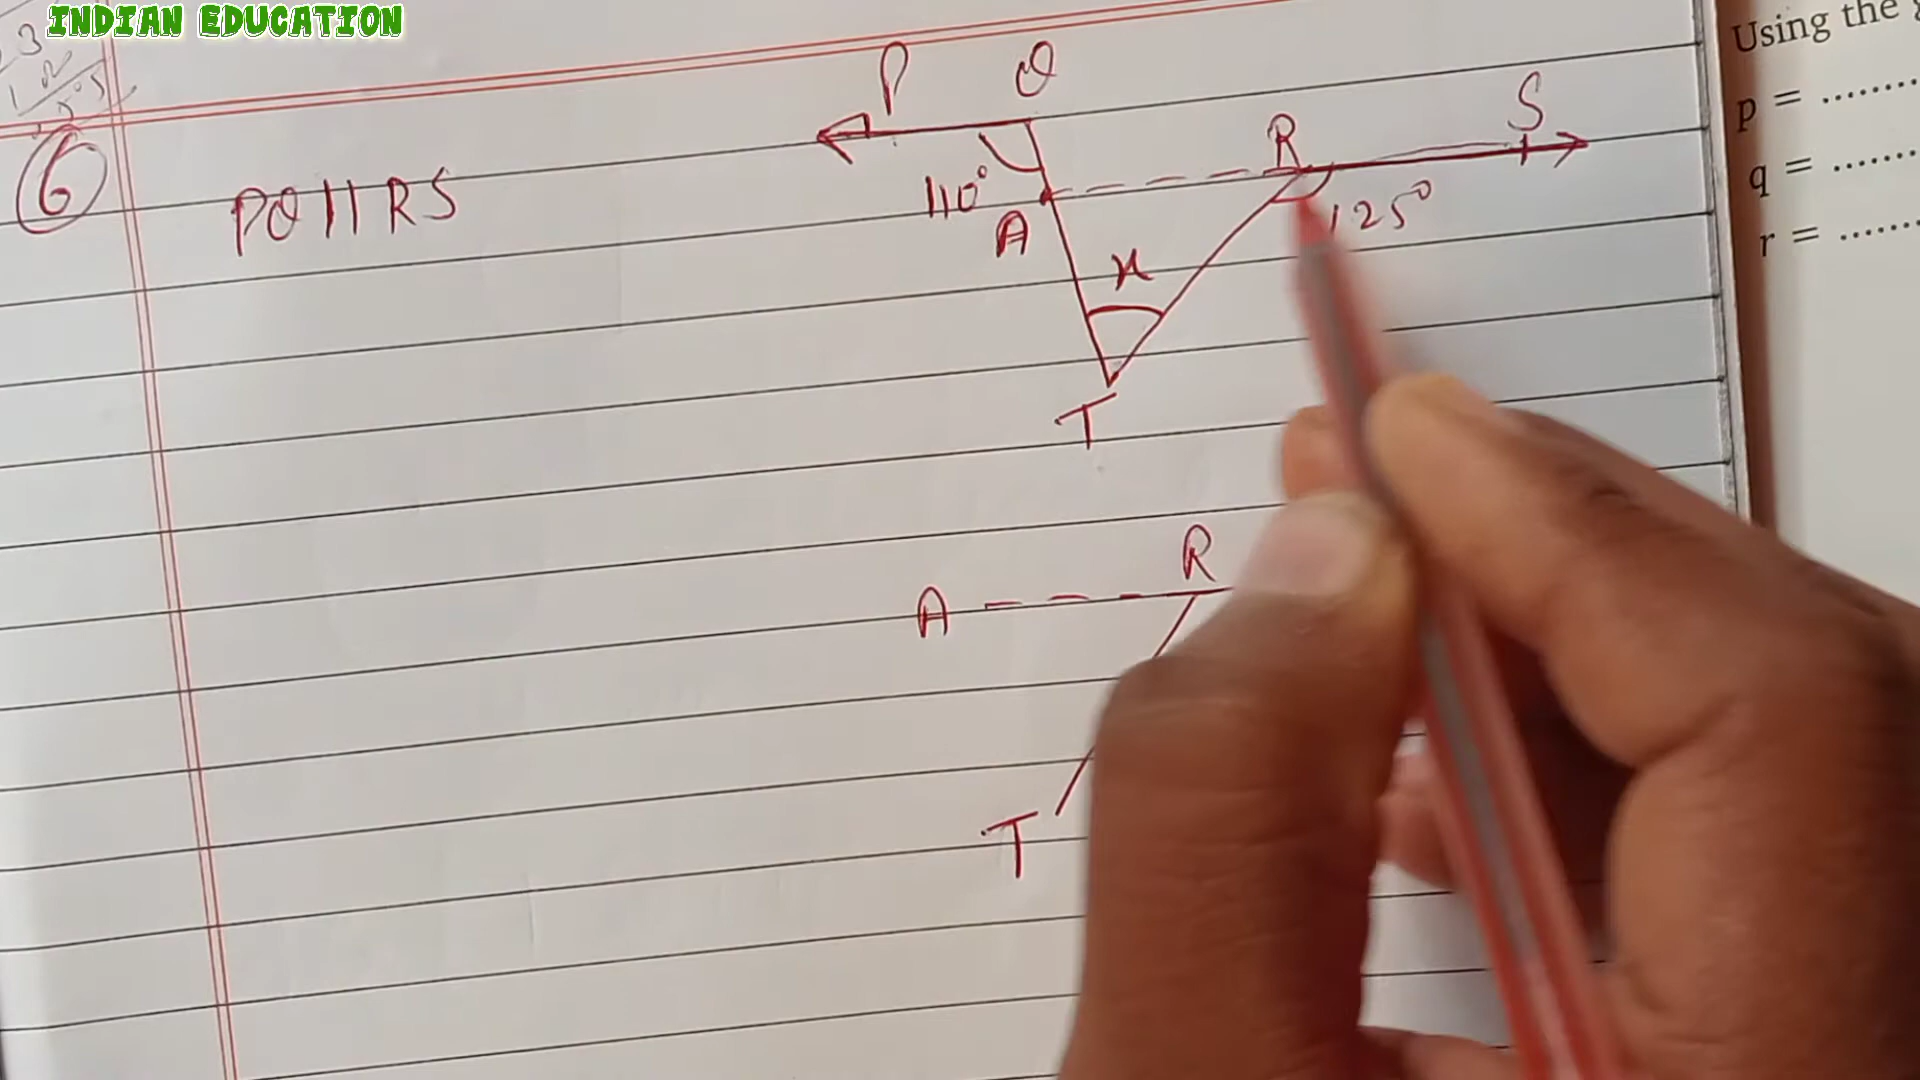 INDIAN EDUCATION
Using the
p = ........
q = ........
r = ........
6
PQ || RS
P Q
R S
110°
125°
A
x
T
A R
T